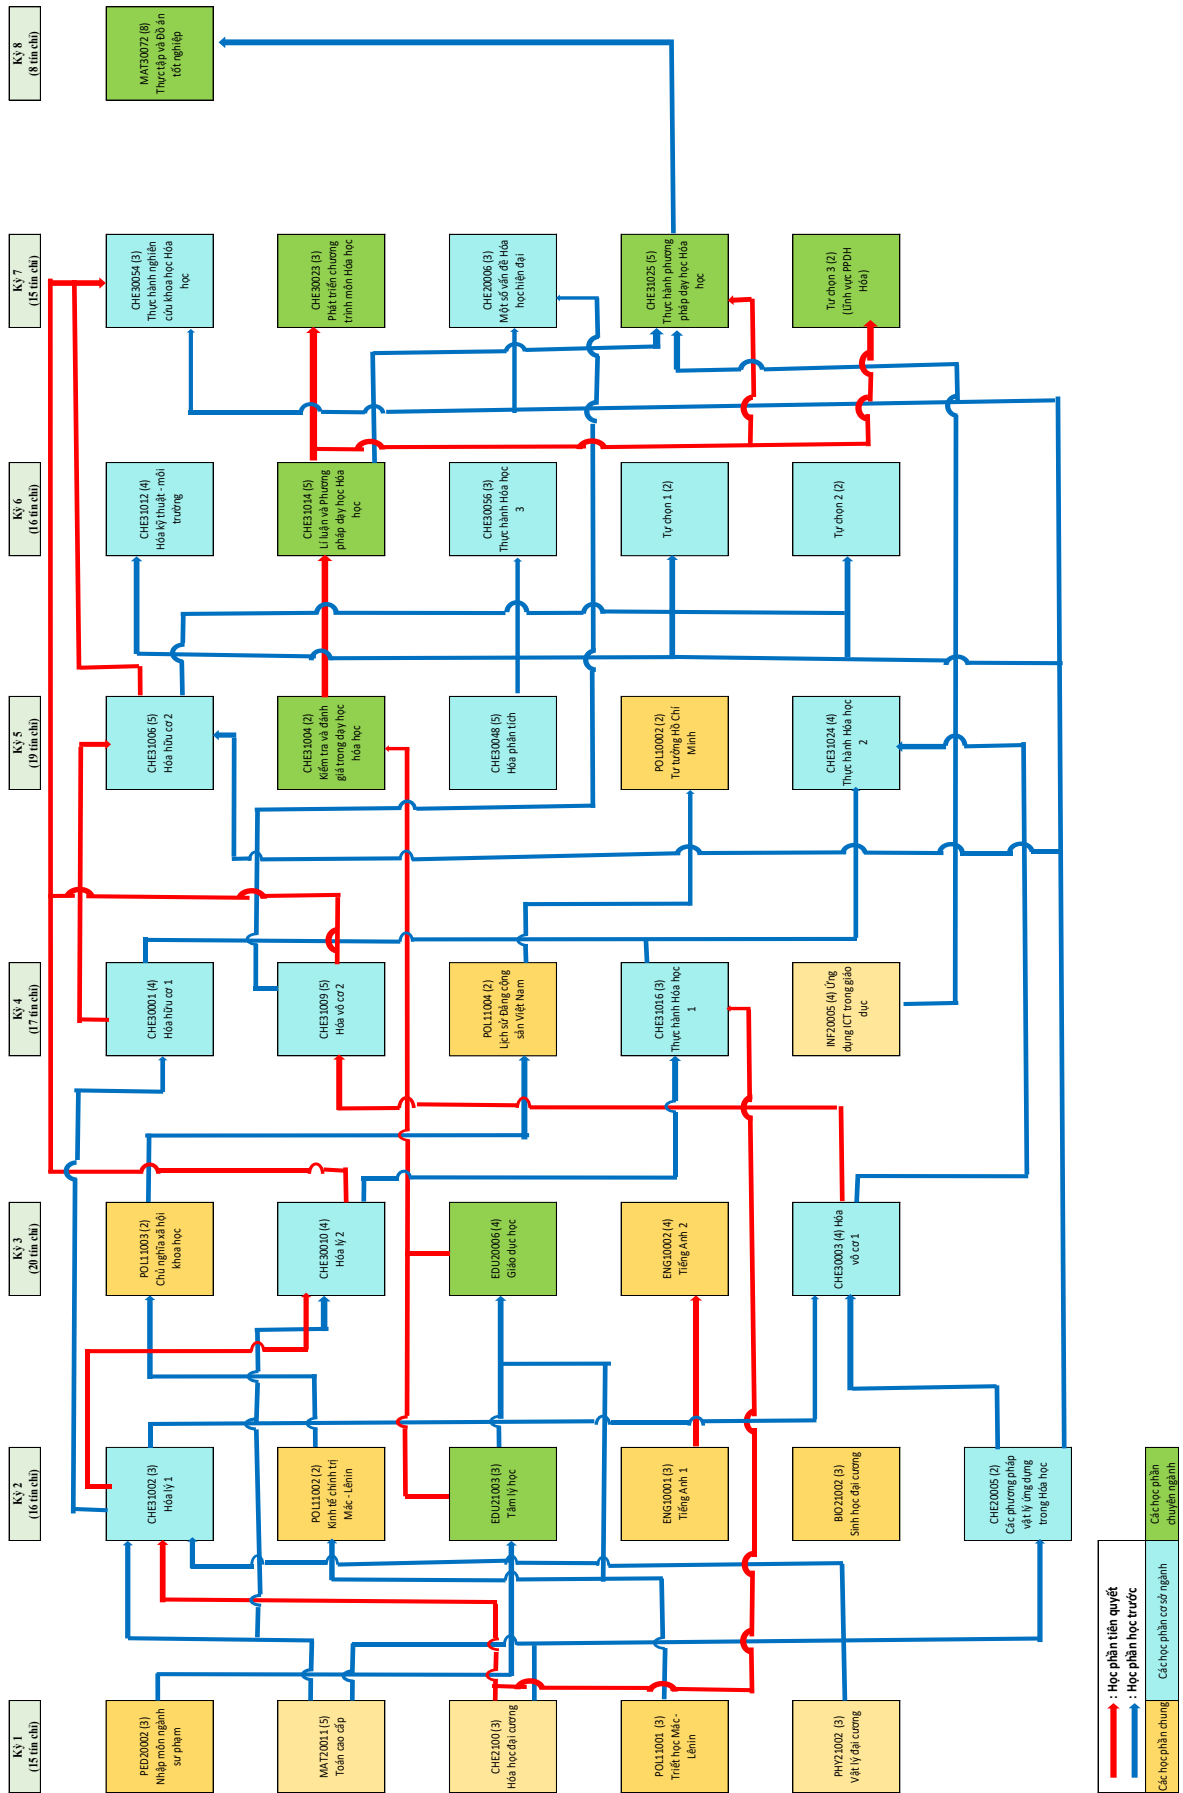 Kỳ 1
(15 tín chỉ)
PED20002 (3)
Nhập môn ngành
sư phạm
MAT20011 (5)
Toán cao cấp
CHE2100 (3)
Hóa học đại cương
POL11001 (3)
Triết học Mác -
Lênin
PHY21002 (3)
Vật lý đại cương
Kỳ 2
(16 tín chỉ)
CHE31002 (3)
Hóa lý 1
POL11002 (2)
Kinh tế chính trị
Mác - Lênin
EDU21003 (3)
Tâm lý học
ENG10001 (3)
Tiếng Anh 1
BIO21002 (3)
Sinh học đại cương
CHE20005 (2)
Các phương pháp
vật lý ứng dụng
trong Hóa học
Kỳ 3
(20 tín chỉ)
POL11003 (2)
Chủ nghĩa xã hội
khoa học
CHE30010 (4)
Hóa lý 2
EDU20006 (4)
Giáo dục học
ENG10002 (4)
Tiếng Anh 2
CHE30003 (4) Hóa
vô cơ 1
Kỳ 4
(17 tín chỉ)
CHE30001 (4)
Hóa hữu cơ 1
CHE31009 (5)
Hóa vô cơ 2
POL11004 (2)
Lịch sử Đảng cộng
sản Việt Nam
CHE31016 (3)
Thực hành Hóa học
1
INF20005 (4) Ứng
dụng ICT trong giáo
dục
Kỳ 5
(19 tín chỉ)
CHE31006 (5)
Hóa hữu cơ 2
CHE31004 (2)
Kiểm tra và đánh
giá trong dạy học
hóa học
CHE30048 (5)
Hóa phân tích
POL10002 (2)
Tư tưởng Hồ Chí
Minh
CHE31024 (4)
Thực hành Hóa học
2
Kỳ 6
(16 tín chỉ)
CHE31012 (4)
Hóa kỹ thuật - môi
trường
CHE31014 (5)
Lí luận và Phương
pháp dạy học Hóa
học
CHE30056 (3)
Thực hành Hóa học
3
Tự chọn 1 (2)
Tự chọn 2 (2)
Kỳ 7
(15 tín chỉ)
CHE30054 (3)
Thực hành nghiên
cứu khoa học Hóa
học
CHE30023 (3)
Phát triển chương
trình môn Hóa học
CHE20006 (3)
Một số vấn đề Hóa
học hiện đại
CHE31025 (5)
Thực hành phương
pháp dạy học Hóa
học
Tự chọn 3 (2)
(Lĩnh vực PPDH
Hóa)
Kỳ 8
(8 tín chỉ)
MAT30072 (8)
Thực tập và Đồ án
tốt nghiệp
: Học phần tiên quyết
: Học phần học trước
Các học phần chung
Các học phần cơ sở ngành
Các học phần
chuyên ngành